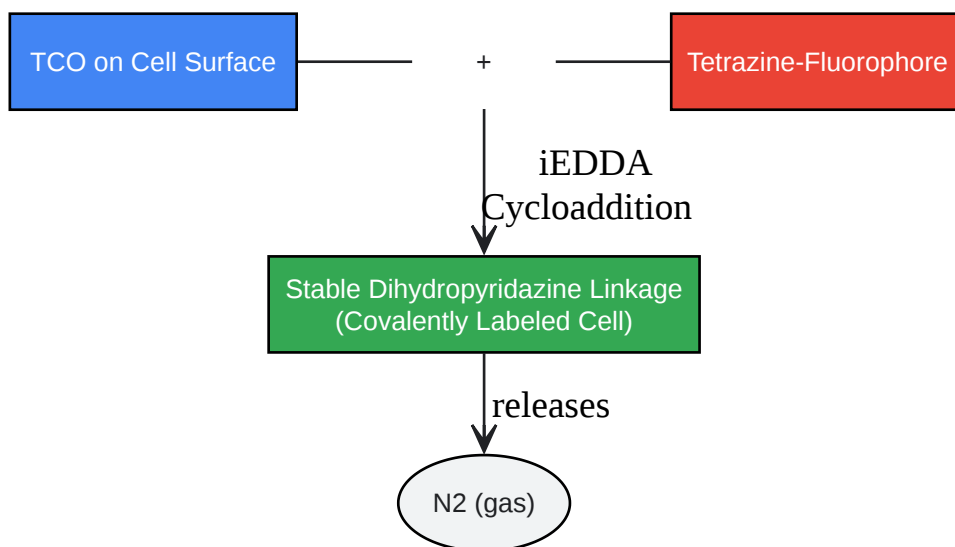 TCO on Cell Surface
+
Tetrazine-Fluorophore
iEDDA
Cycloaddition
Stable Dihydropyridazine Linkage
(Covalently Labeled Cell)
releases
N2 (gas)